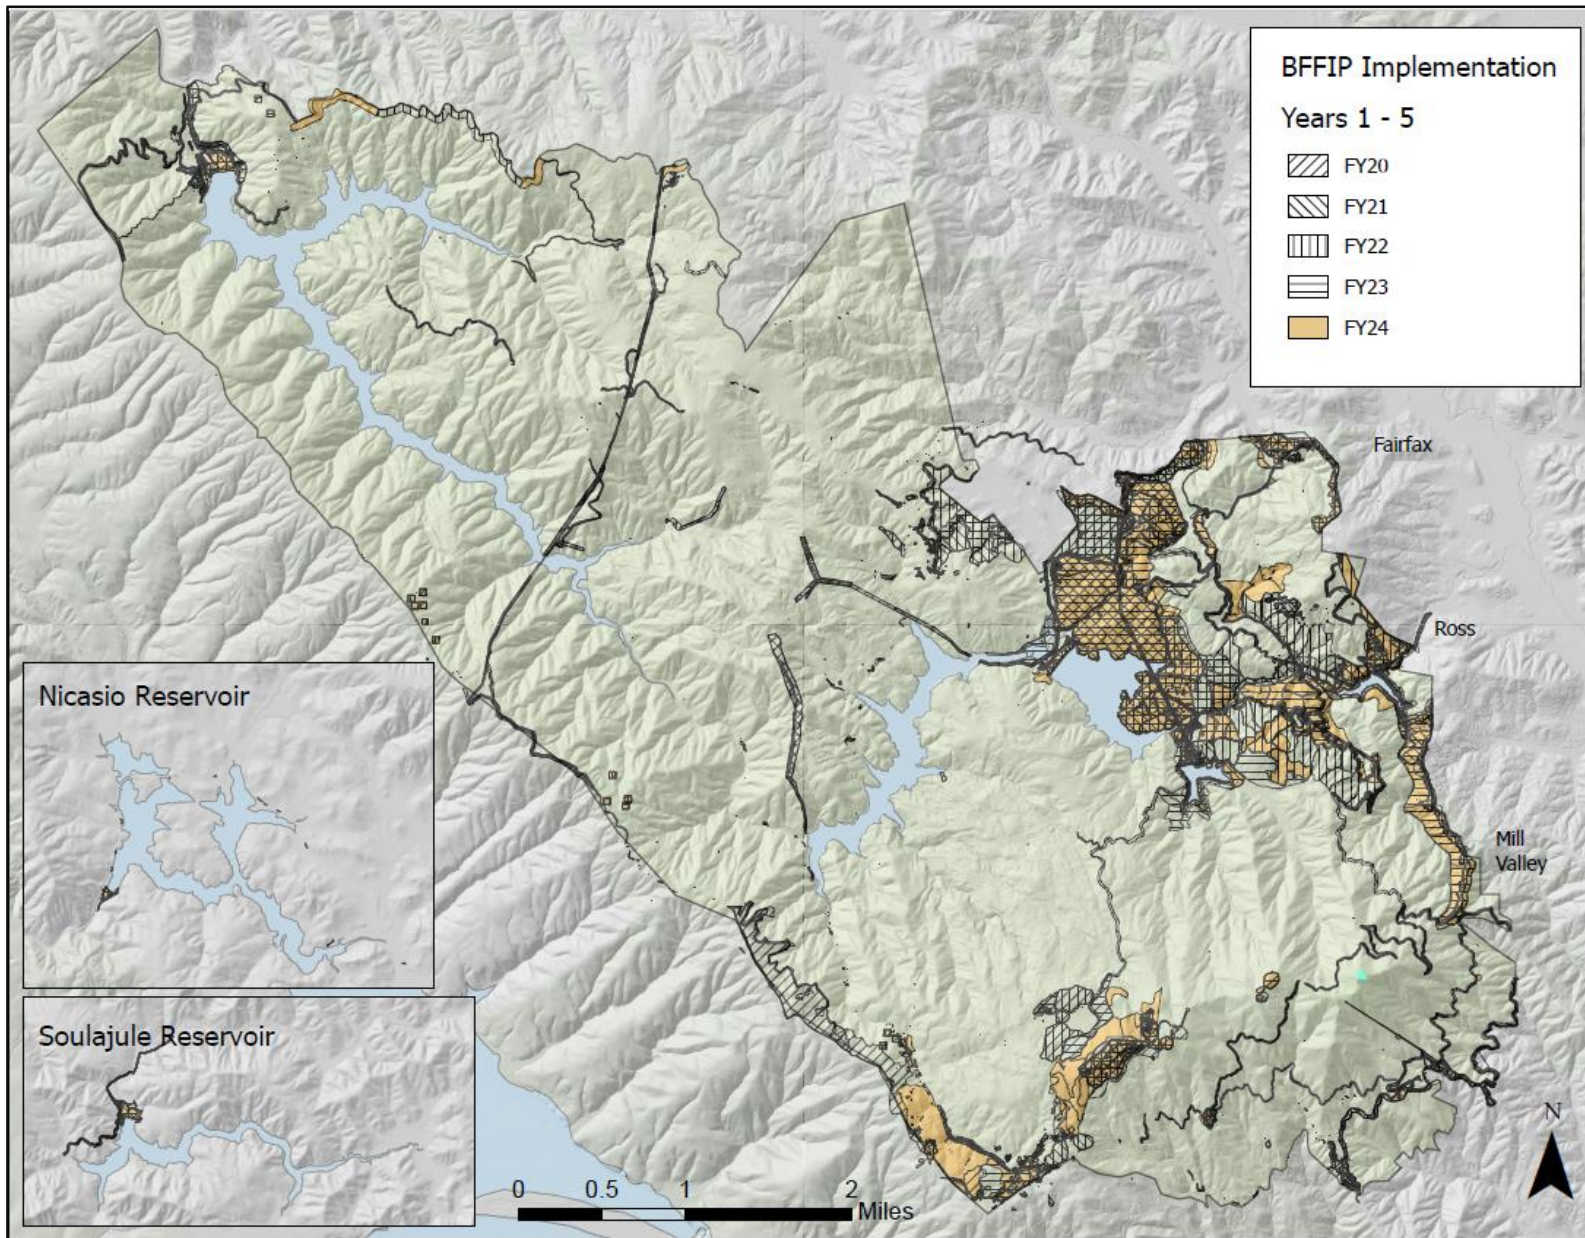 BFFIP Implementation
Years 1 - 5
FY20
FY21
FY22
FY23
FY24
Fairfax
Ross
Mill
Valley
Nicasio Reservoir
Soulajule Reservoir
N
0 0.5 1 2
Miles